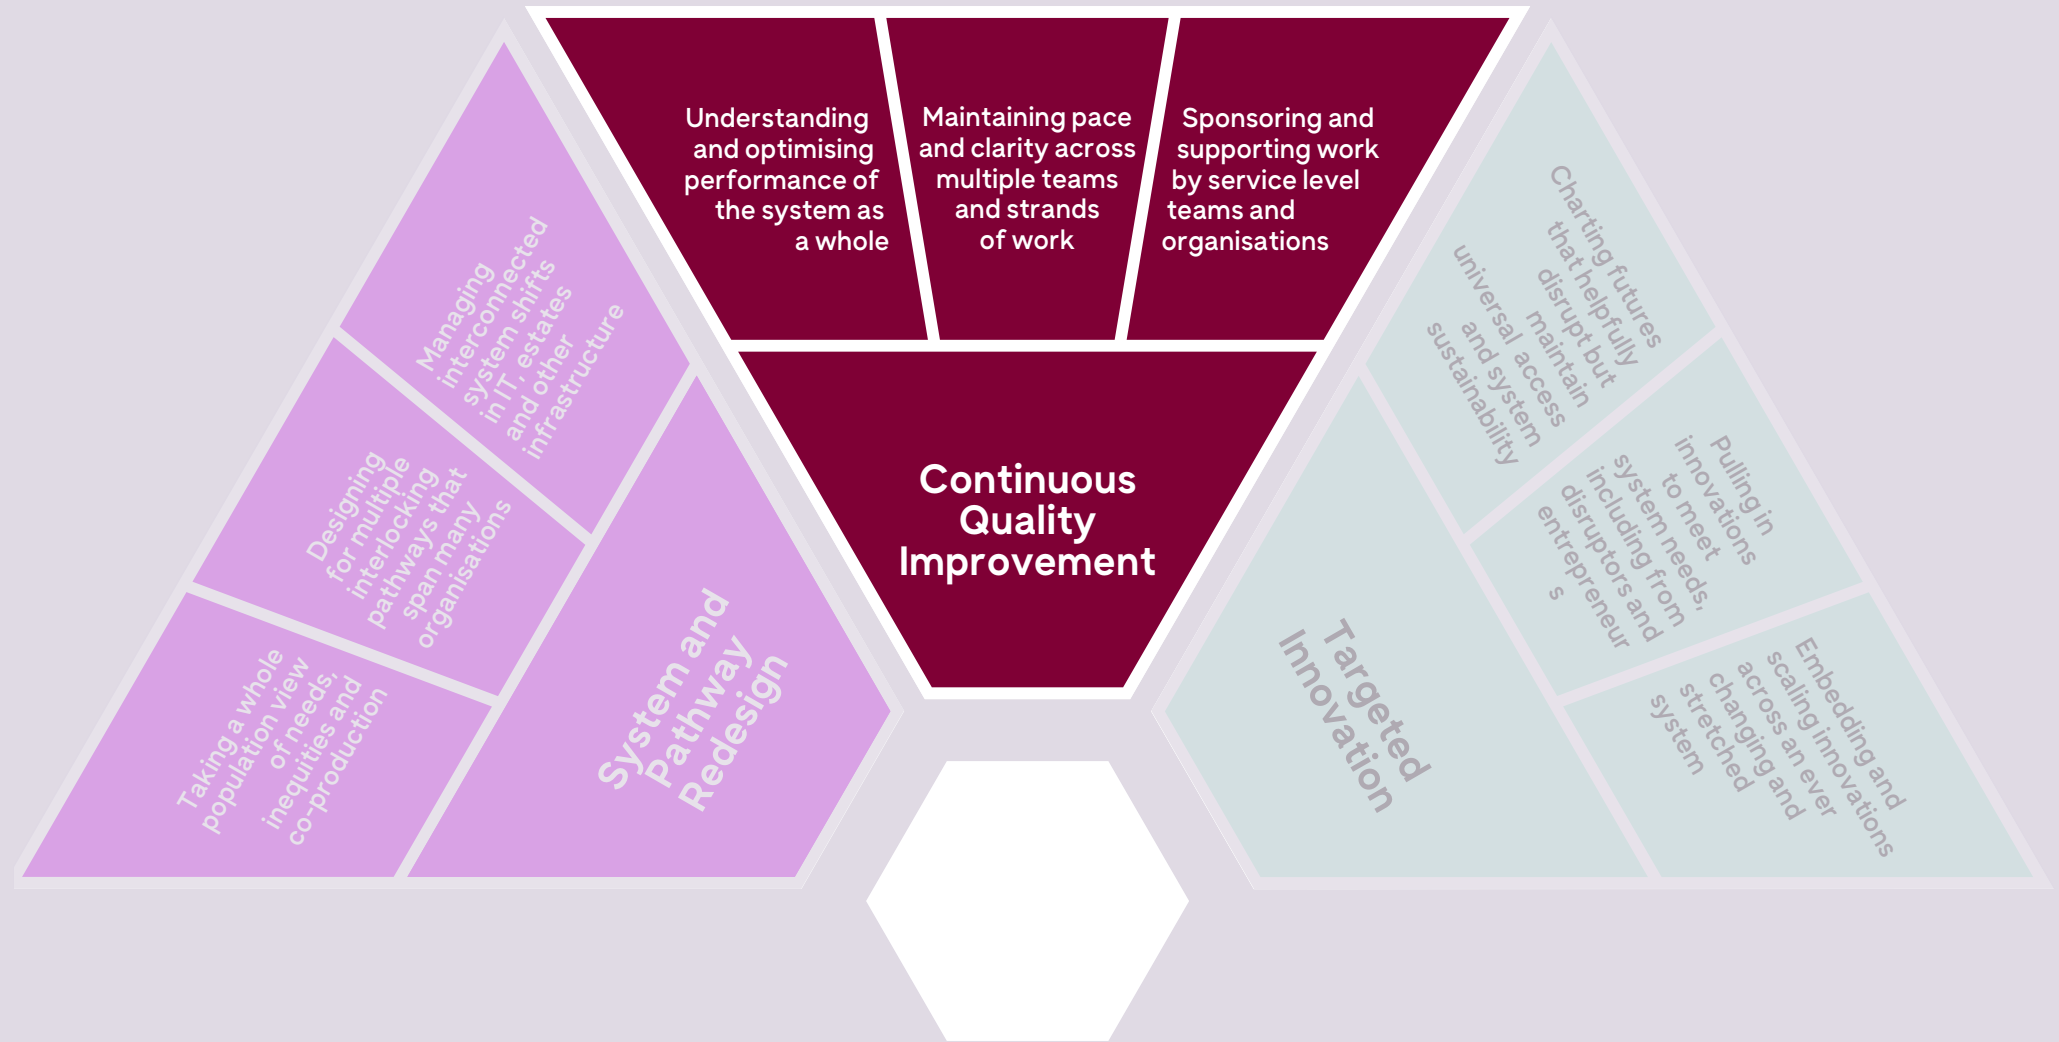 Understanding
and optimising
performance of
the system as
a whole
Maintaining pace
and clarity across
multiple teams
and strands
of work
Sponsoring and
supporting work
by service level
teams and
organisations
Continuous
Quality
Improvement
Managing
interconnected
system shifts
in IT, estates
and other
infrastructure
Designing
for multiple
interlocking
pathways that
span many
organisations
Taking a whole
population view
of needs,
inequities and
co-production
System and
Pathway
Redesign
Charting futures
that helpfully
disrupt but
maintain
universal access
and system
sustainability
Pulling in
innovations
to meet
system needs,
including from
disruptors and
entrepreneur
s
Embedding and
scaling innovations
across an ever
changing and
stretched
system
Targeted
Innovation